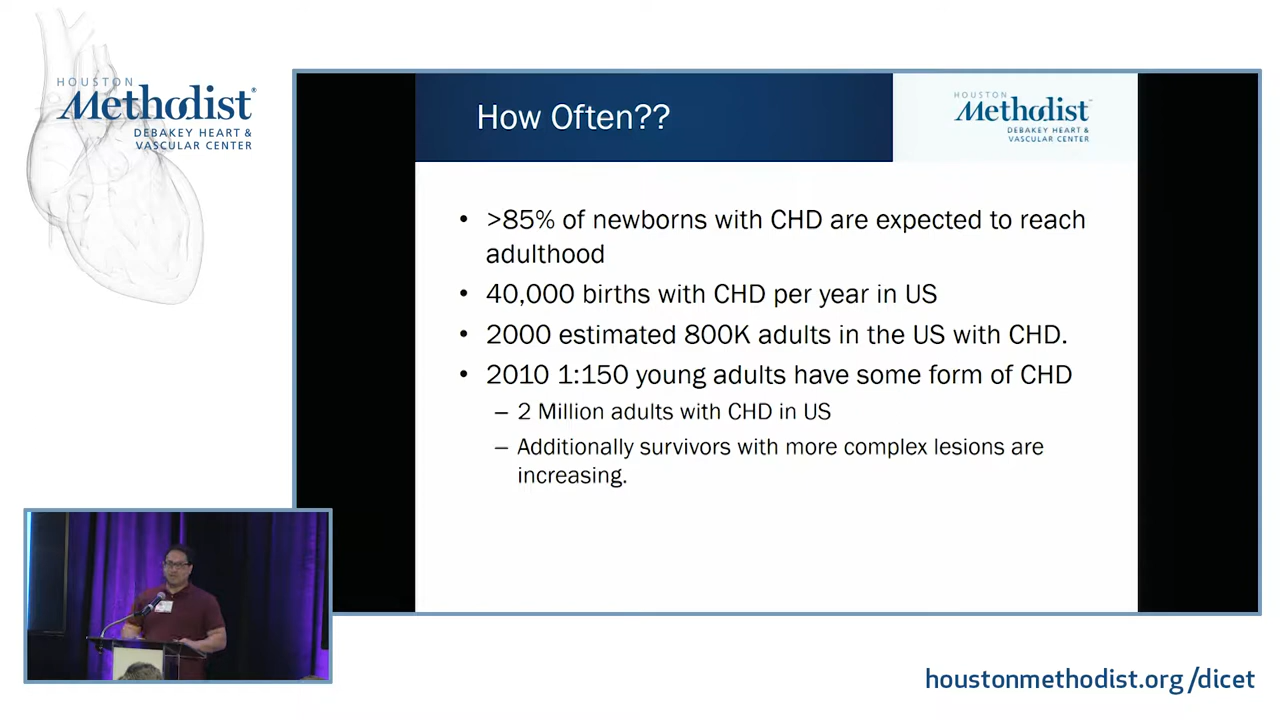 HOUSTON
Methodist®
DEBAKEY HEART &
VASCULAR CENTER
How Often??
HOUSTON
Methodist
DEBAKEY HEART &
VASCULAR CENTER
• >85% of newborns with CHD are expected to reach
adulthood
• 40,000 births with CHD per year in US
• 2000 estimated 800K adults in the US with CHD.
• 2010 1:150 young adults have some form of CHD
– 2 Million adults with CHD in US
– Additionally survivors with more complex lesions are
increasing.
houstonmethodist.org/dicet